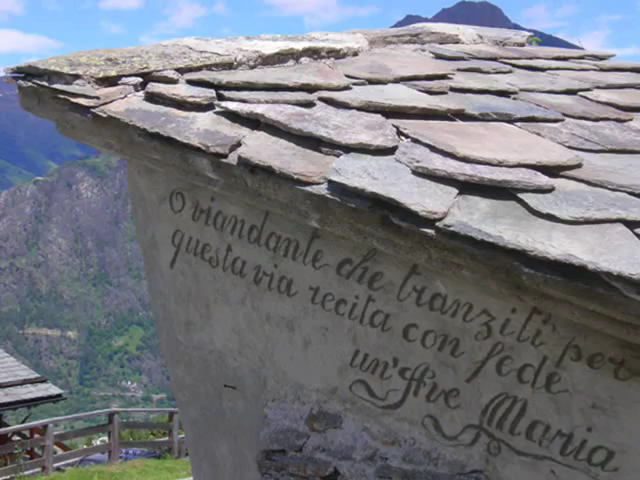 O viandante che tranziti per
questa via recita con fede
un'Ave Maria